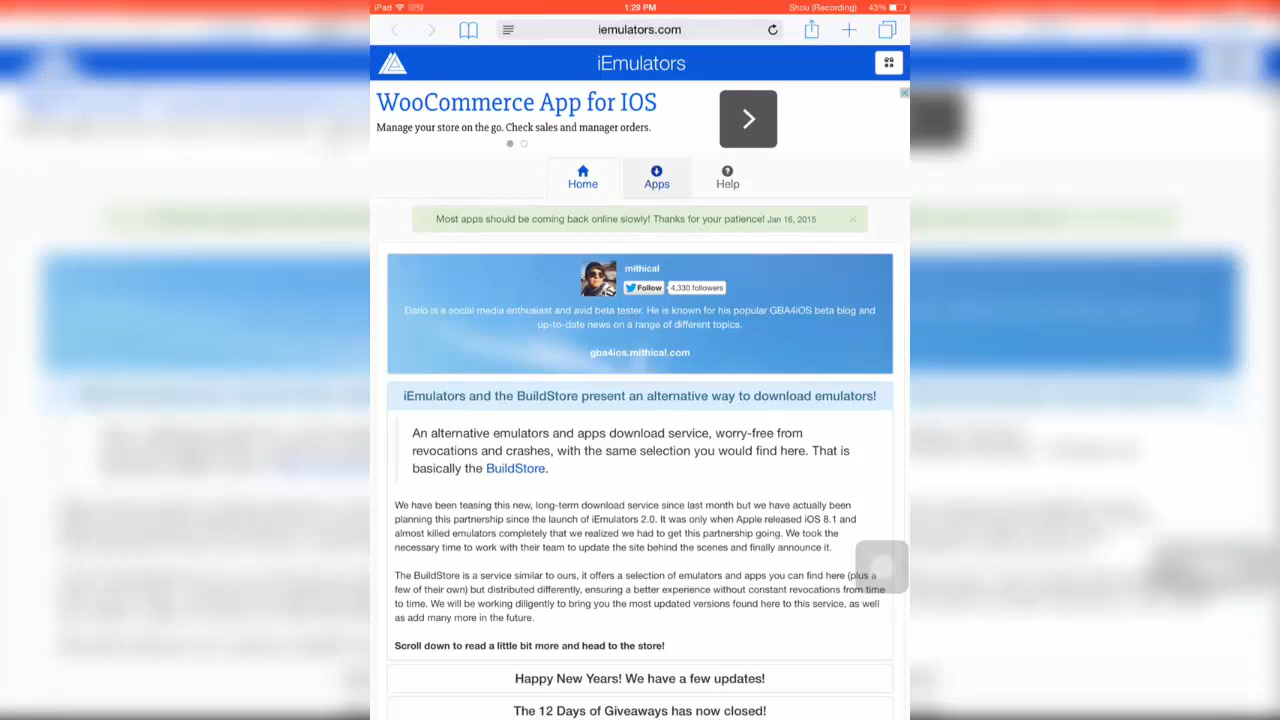 iPad 1:29 PM Shou (Recording) 43%
iemulators.com
iEmulators
WooCommerce App for IOS
Manage your store on the go. Check sales and manager orders.
Home Apps Help
Most apps should be coming back online slowly! Thanks for your patience! Jan 16, 2015
mithical
Follow 4,330 followers
Dario is a social media enthusiast and avid beta tester. He is known for his popular GBA4iOS beta blog and
up-to-date news on a range of different topics.
gba4ios.mithical.com
iEmulators and the BuildStore present an alternative way to download emulators!
An alternative emulators and apps download service, worry-free from
revocations and crashes, with the same selection you would find here. That is
basically the BuildStore.
We have been teasing this new, long-term download service since last month but we have actually been
planning this partnership since the launch of iEmulators 2.0. It was only when Apple released iOS 8.1 and
almost killed emulators completely that we realized we had to get this partnership going. We took the
necessary time to work with their team to update the site behind the scenes and finally announce it.
The BuildStore is a service similar to ours, it offers a selection of emulators and apps you can find here (plus a
few of their own) but distributed differently, ensuring a better experience without constant revocations from time
to time. We will be working diligently to bring you the most updated versions found here to this service, as well
as add many more in the future.
Scroll down to read a little bit more and head to the store!
Happy New Years! We have a few updates!
The 12 Days of Giveaways has now closed!